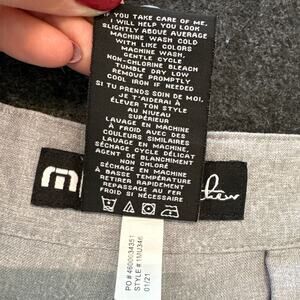 IF YOU TAKE CARE OF ME,
I WILL HELP YOU LOOK
SLIGHTLY ABOVE AVERAGE
MACHINE WASH COLD
WITH LIKE COLORS
MACHINE WASH,
GENTLE CYCLE
NON-CHLORINE BLEACH
TUMBLE DRY LOW
REMOVE PROMPTLY
COOL IRON IF NEEDED
SI TU PRENDS SOIN DE MOI,
JE T'AIDERAI À
ÉLEVER TON STYLE
AU NIVEAU
SUPÉRIEUR
LAVAGE EN MACHINE
À FROID AVEC DES
COULEURS SIMILAIRES
LAVAGE EN MACHINE
SÉCHAGE CYCLE DÉLICAT
AGENT DE BLANCHIMENT
NON CHLORÉ
SÉCHAGE EN MACHINE
À BASSE TEMPÉRATURE
RETIRER RAPIDEMENT
REPASSAGE AU FER
FROID SI NÉCESSAIRE
m
hew
PO # 4600034351
STYLE # 1MU346
01/21